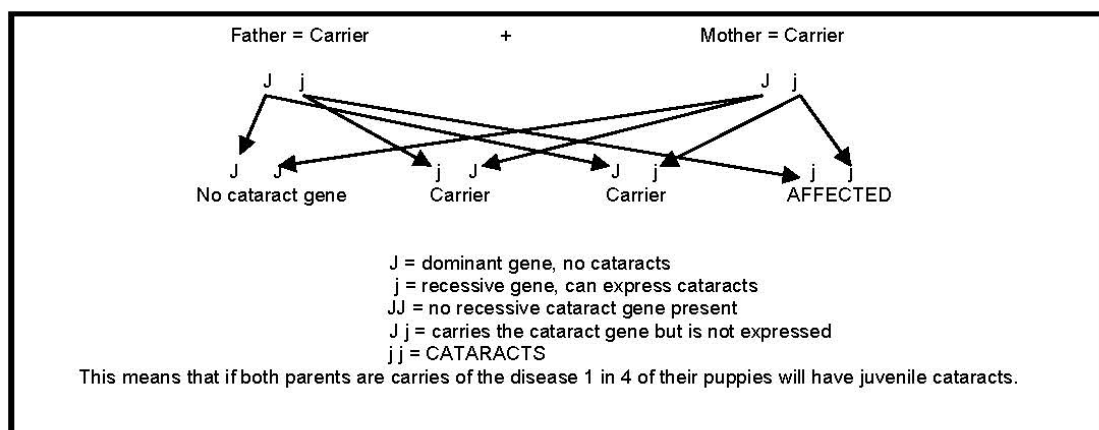 Father = Carrier + Mother = Carrier
J j J j
J J j J J j j j
No cataract gene Carrier Carrier AFFECTED
J = dominant gene, no cataracts
j = recessive gene, can express cataracts
JJ = no recessive cataract gene present
J j = carries the cataract gene but is not expressed
j j = CATARACTS
This means that if both parents are carries of the disease 1 in 4 of their puppies will have juvenile cataracts.